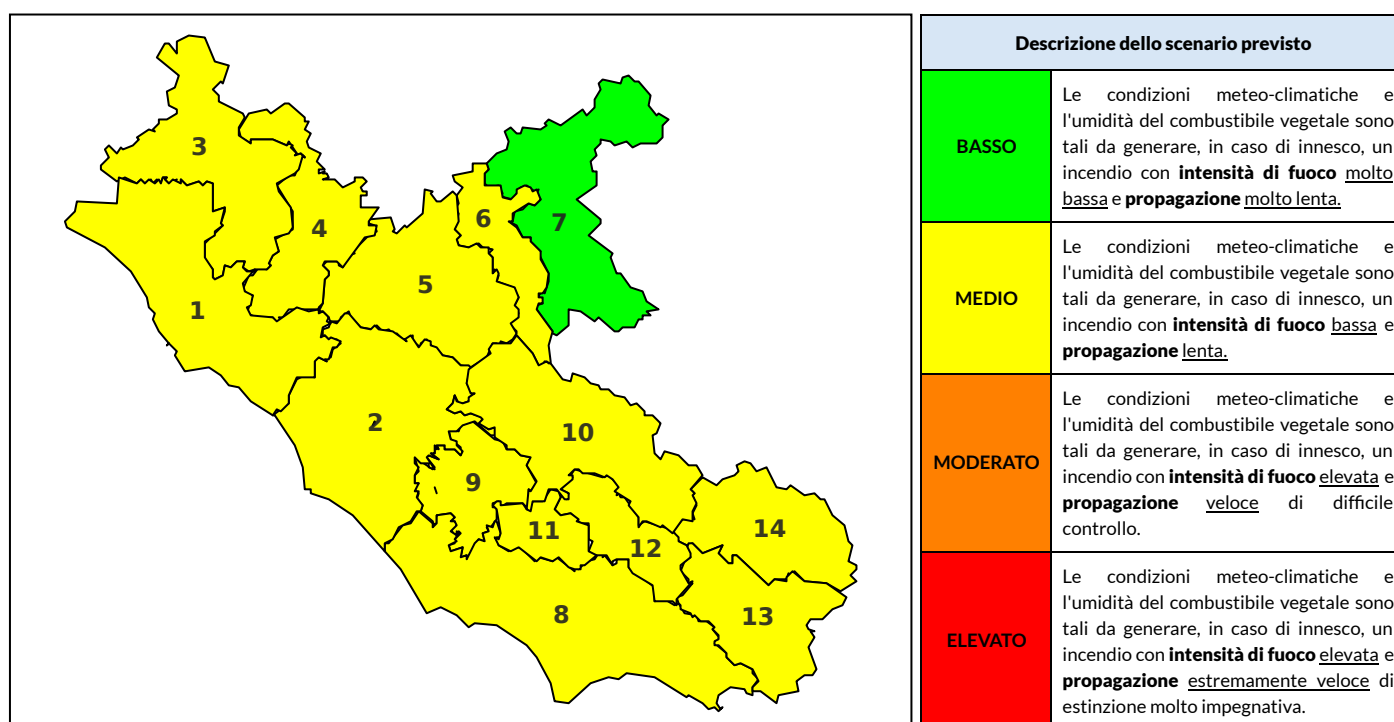 3
4
6
7
5
1
2
10
9
11
14
12
8
13
Descrizione dello scenario previsto
BASSO
Le condizioni meteo-climatiche e
l'umidità del combustibile vegetale sono
tali da generare, in caso di innesco, un
incendio con intensità di fuoco molto
bassa e propagazione molto lenta.
MEDIO
Le condizioni meteo-climatiche e
l'umidità del combustibile vegetale sono
tali da generare, in caso di innesco, un
incendio con intensità di fuoco bassa e
propagazione lenta.
MODERATO
Le condizioni meteo-climatiche e
l'umidità del combustibile vegetale sono
tali da generare, in caso di innesco, un
incendio con intensità di fuoco elevata e
propagazione veloce di difficile
controllo.
ELEVATO
Le condizioni meteo-climatiche e
l'umidità del combustibile vegetale sono
tali da generare, in caso di innesco, un
incendio con intensità di fuoco elevata e
propagazione estremamente veloce di
estinzione molto impegnativa.